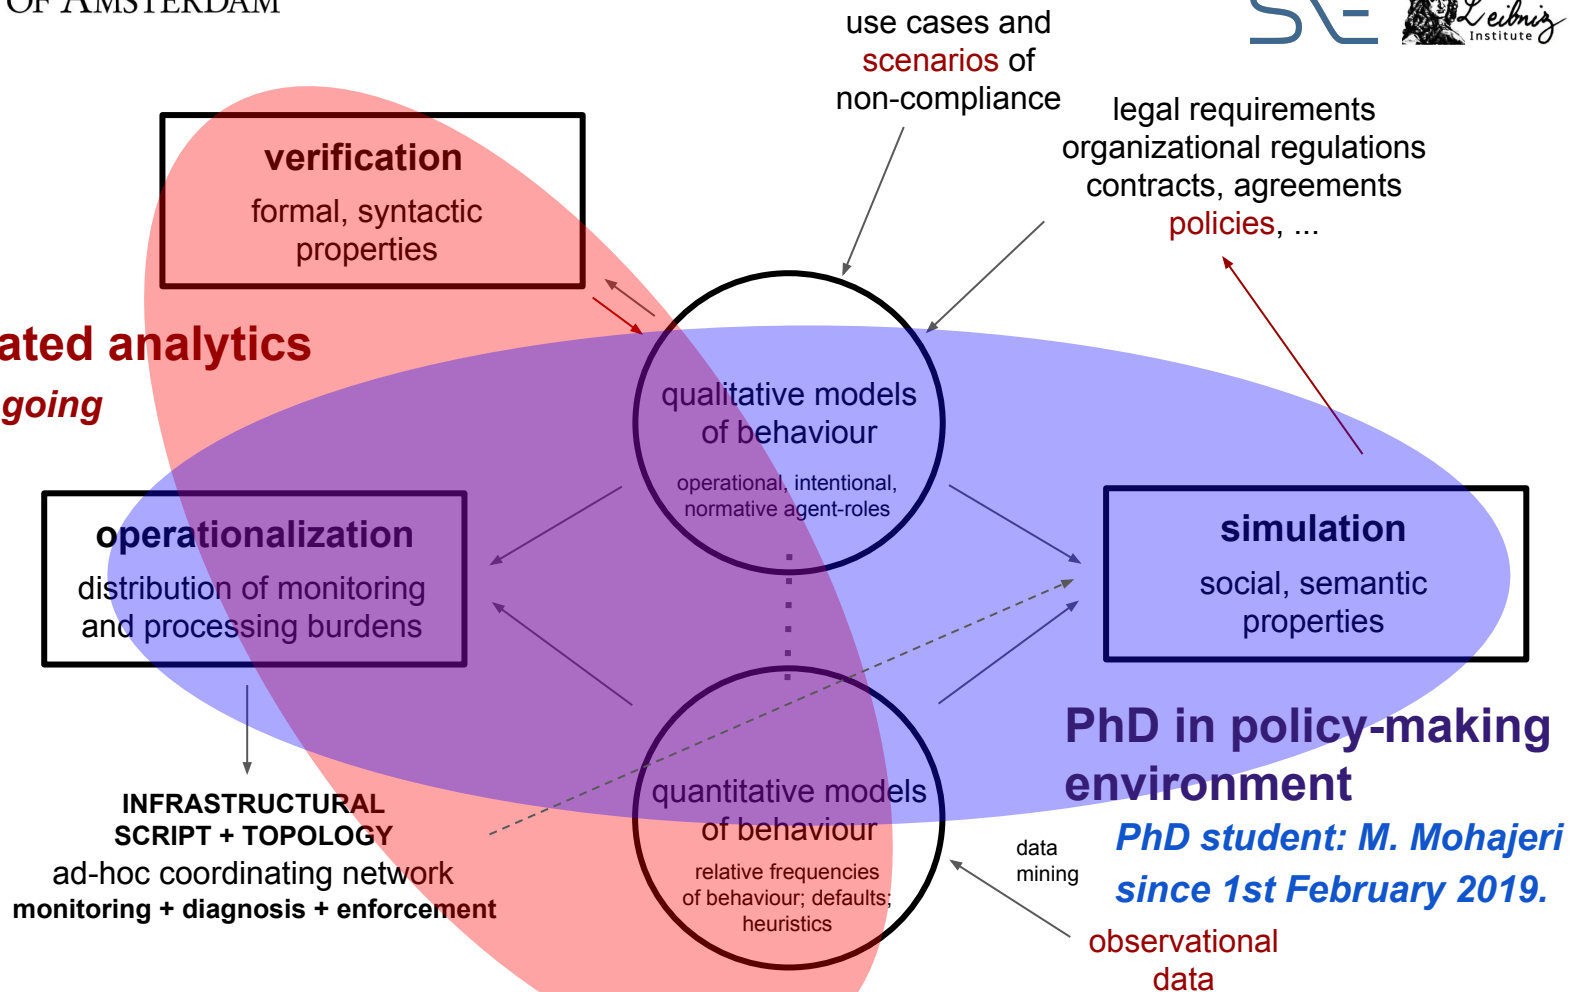 OF AMSTERDAM
Leibniz
Institute
use cases and
scenarios of
non-compliance
legal requirements
organizational regulations
contracts, agreements
policies, ...
verification
formal, syntactic
properties
ated analytics
going
qualitative models
of behaviour
operational, intentional,
normative agent-roles
operationalization
distribution of monitoring
and processing burdens
simulation
social, semantic
properties
PhD in policy-making
environment
PhD student: M. Mohajeri
since 1st February 2019.
INFRASTRUCTURAL
SCRIPT + TOPOLOGY
ad-hoc coordinating network
monitoring + diagnosis + enforcement
quantitative models
of behaviour
relative frequencies
of behaviour; defaults;
heuristics
data
mining
observational
data